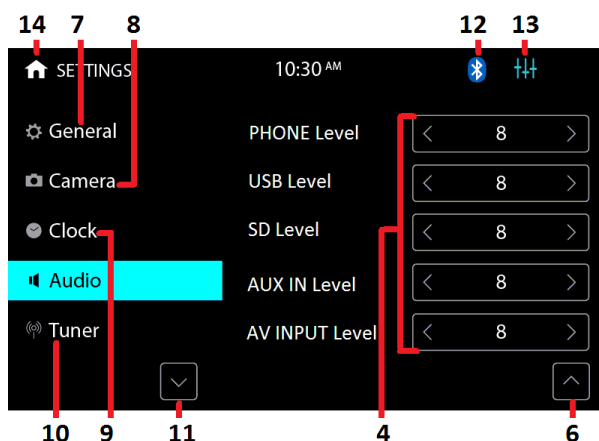 14 7 8 12 13
SETTINGS 10:30 AM
General PHONE Level 8
Camera USB Level 8
Clock SD Level 8
Audio AUX IN Level 8
Tuner AV INPUT Level 8
10 9 11 4 6